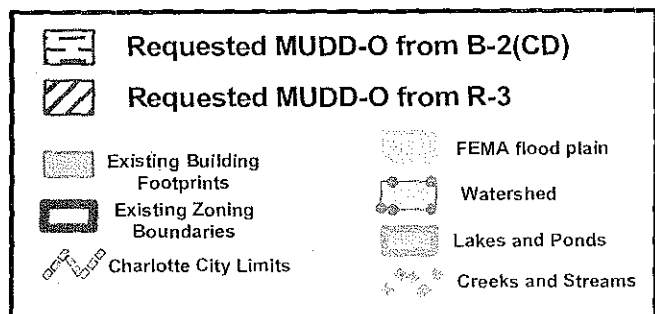 Requested MUDD-O from B-2(CD)
Requested MUDD-O from R-3
Existing Building
Footprints
Existing Zoning
Boundaries
Charlotte City Limits
FEMA flood plain
Watershed
Lakes and Ponds
Creeks and Streams